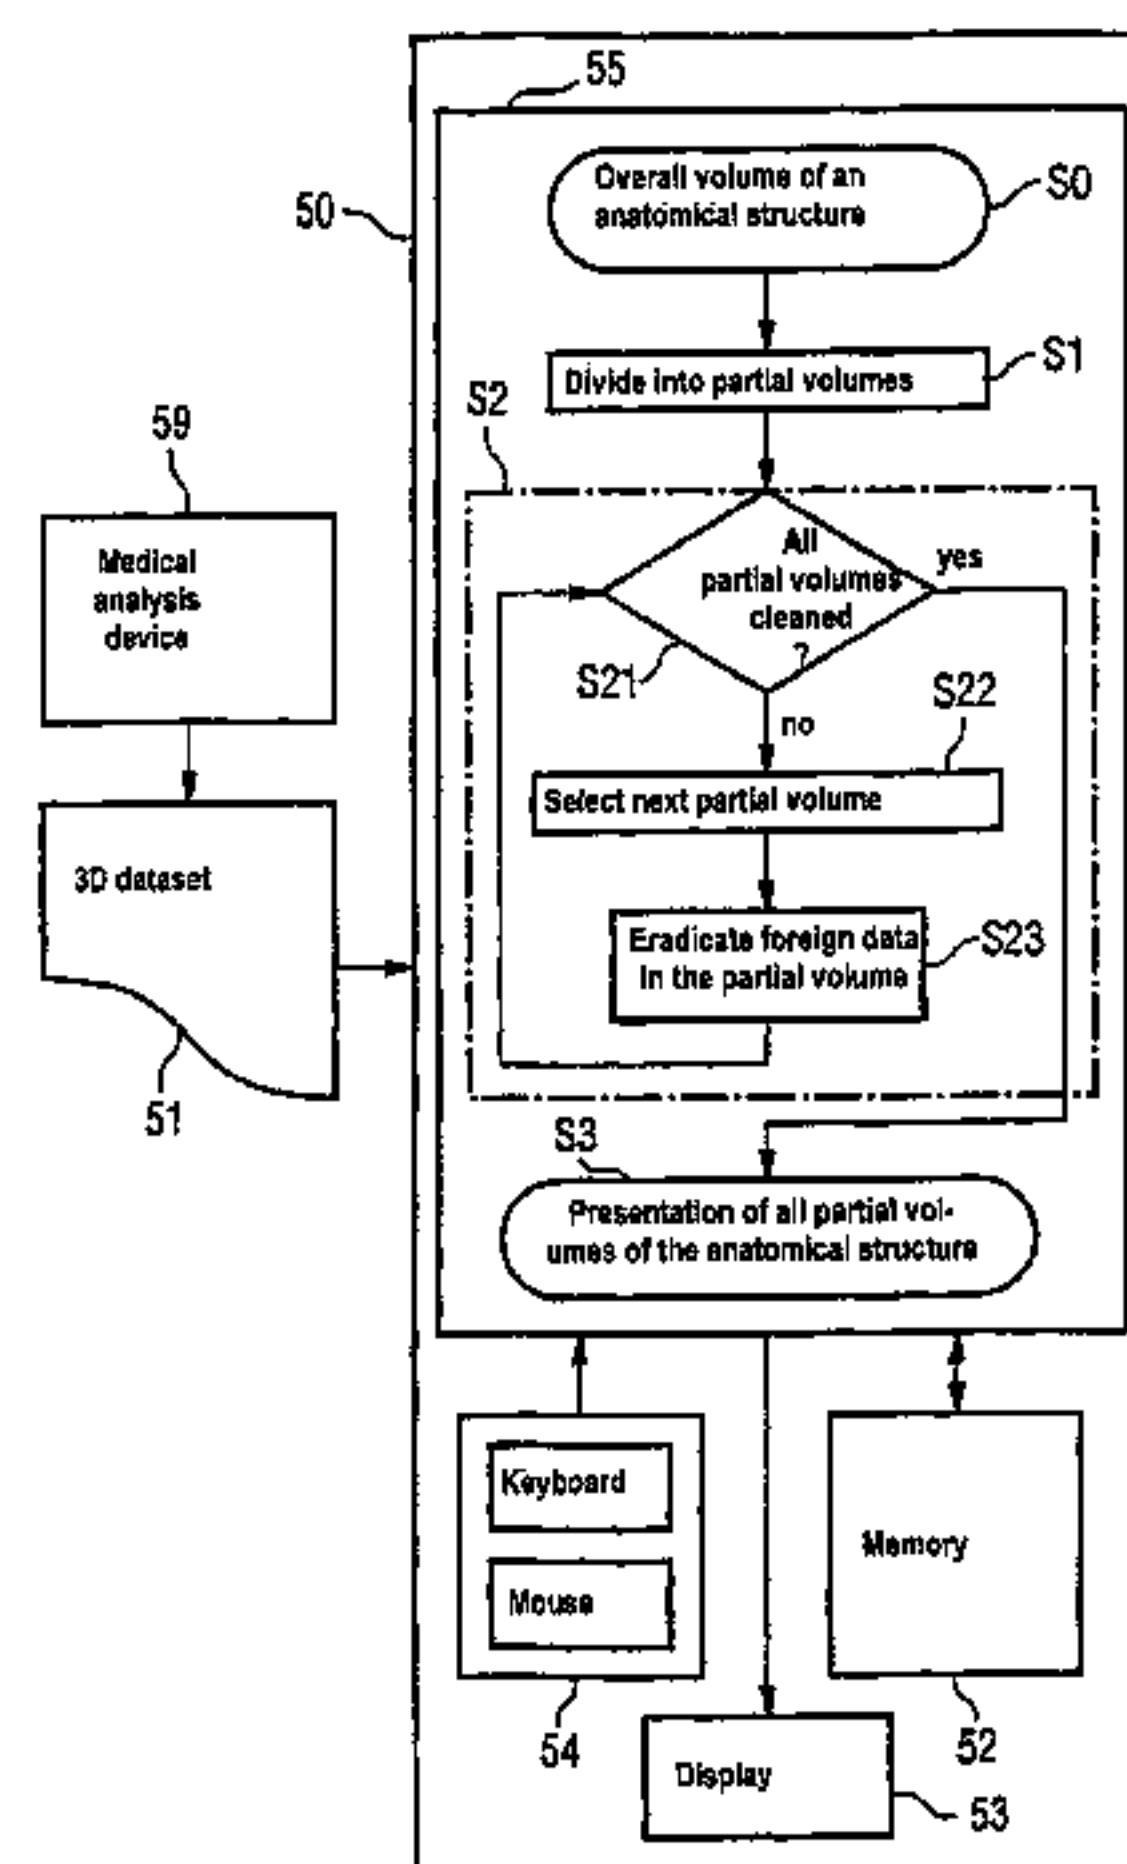 55
Overall volume of an
anatomical structure
S0
50
Divide into partial volumes
S1
S2
59
Medical
analysis
device
All
partial volumes
cleaned
?
yes
S21
no
S22
Select next partial volume
3D dataset
Eradicate foreign data
in the partial volume
S23
51
S3
Presentation of all partial vol-
umes of the anatomical structure
Keyboard
Mouse
Memory
54
52
Display
53